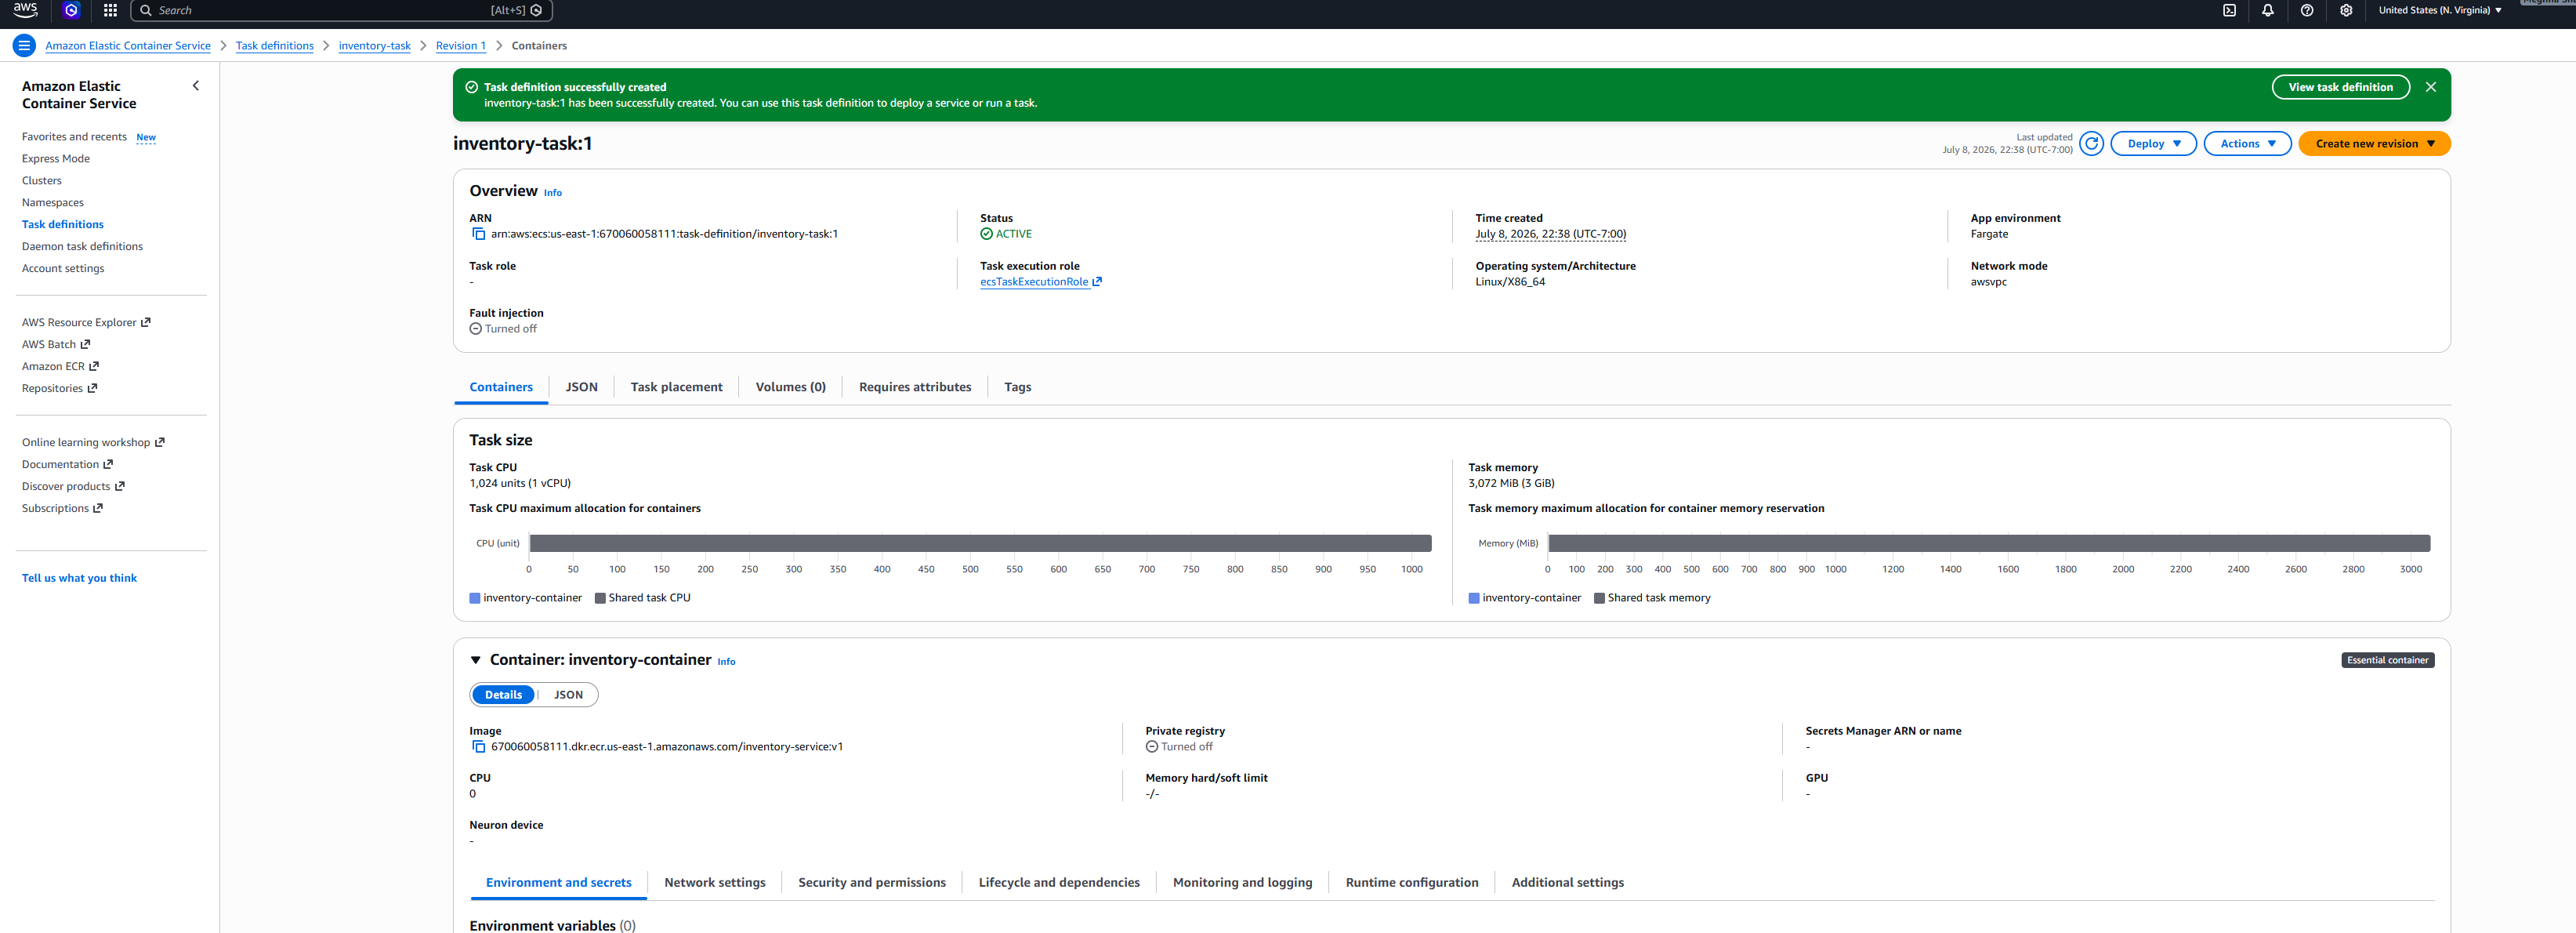 aws
Search [Alt+S]
United States (N. Virginia)
Amazon Elastic Container Service
Task definitions
inventory-task
Revision 1
Containers
Amazon Elastic
Container Service
Favorites and recents New
Express Mode
Clusters
Namespaces
Task definitions
Daemon task definitions
Account settings
AWS Resource Explorer
AWS Batch
Amazon ECR
Repositories
Online learning workshop
Documentation
Discover products
Subscriptions
Tell us what you think
Task definition successfully created
inventory-task:1 has been successfully created. You can use this task definition to deploy a service or run a task.
View task definition
inventory-task:1
Last updated
July 8, 2026, 22:38 (UTC-7:00)
Deploy
Actions
Create new revision
Overview Info
ARN
arn:aws:ecs:us-east-1:670060058111:task-definition/inventory-task:1
Status
ACTIVE
Time created
July 8, 2026, 22:38 (UTC-7:00)
App environment
Fargate
Task role
-
Task execution role
ecsTaskExecutionRole
Operating system/Architecture
Linux/X86_64
Network mode
awsvpc
Fault injection
Turned off
Containers
JSON
Task placement
Volumes (0)
Requires attributes
Tags
Task size
Task CPU
1,024 units (1 vCPU)
Task CPU maximum allocation for containers
CPU (unit)
0 50 100 150 200 250 300 350 400 450 500 550 600 650 700 750 800 850 900 950 1000
inventory-container Shared task CPU
Task memory
3,072 MiB (3 GiB)
Task memory maximum allocation for container memory reservation
Memory (MiB)
0 100 200 300 400 500 600 700 800 900 1000 1200 1400 1600 1800 2000 2200 2400 2600 2800 3000
inventory-container Shared task memory
Container: inventory-container Info
Essential container
Details JSON
Image
670060058111.dkr.ecr.us-east-1.amazonaws.com/inventory-service:v1
Private registry
Turned off
Secrets Manager ARN or name
-
CPU
0
Memory hard/soft limit
-/-
GPU
-
Neuron device
-
Environment and secrets
Network settings
Security and permissions
Lifecycle and dependencies
Monitoring and logging
Runtime configuration
Additional settings
Environment variables (0)